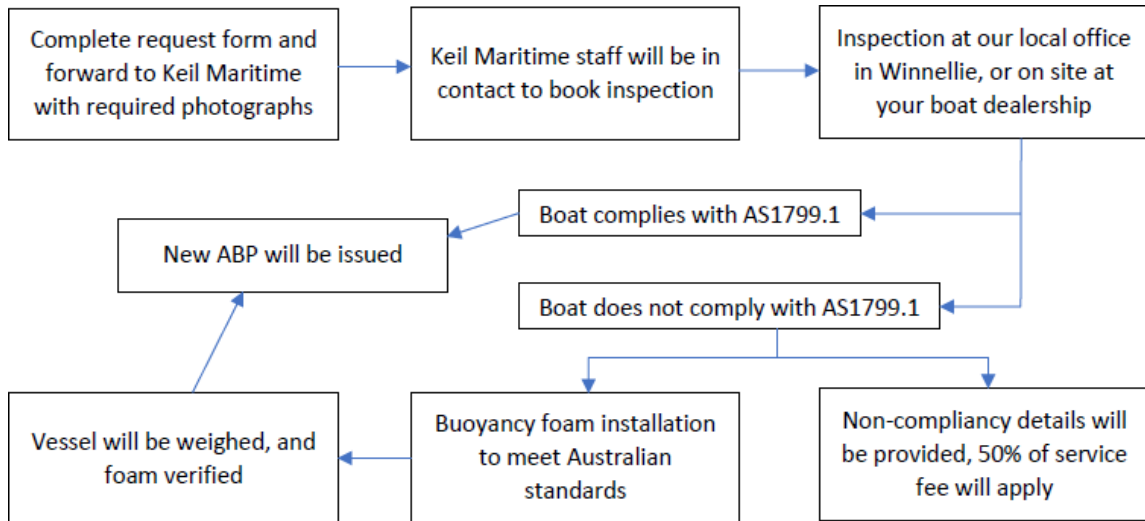 Complete request form and
forward to Keil Maritime
with required photographs
Keil Maritime staff will be in
contact to book inspection
Inspection at our local office
in Winnellie, or on site at
your boat dealership
Boat complies with AS1799.1
New ABP will be issued
Boat does not comply with AS1799.1
Vessel will be weighed, and
foam verified
Buoyancy foam installation
to meet Australian
standards
Non-compliancy details will
be provided, 50% of service
fee will apply